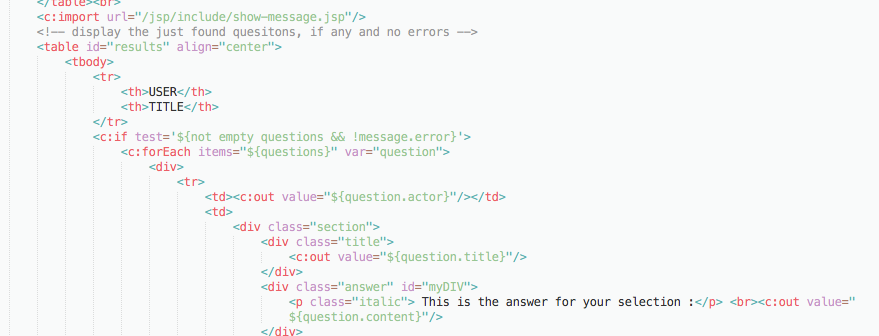 </table><br>
<c:import url="/jsp/include/show-message.jsp"/>
<!-- display the just found quesitons, if any and no errors -->
<table id="results" align="center">
<tbody>
<tr>
<th>USER</th>
<th>TITLE</th>
</tr>
<c:if test='${not empty questions && !message.error}'>
<c:forEach items="${questions}" var="question">
<div>
<tr>
<td><c:out value="${question.actor}"/></td>
<td>
<div class="section">
<div class="title">
<c:out value="${question.title}"/>
</div>
<div class="answer" id="myDIV">
<p class="italic"> This is the answer for your selection :</p> <br><c:out value="
${question.content}"/>
</div>